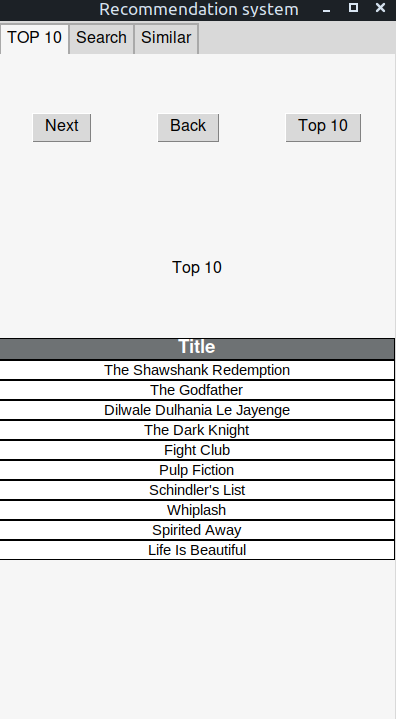 Recommendation system
TOP 10 Search Similar
Next Back Top 10
Top 10
Title
The Shawshank Redemption
The Godfather
Dilwale Dulhania Le Jayenge
The Dark Knight
Fight Club
Pulp Fiction
Schindler's List
Whiplash
Spirited Away
Life Is Beautiful